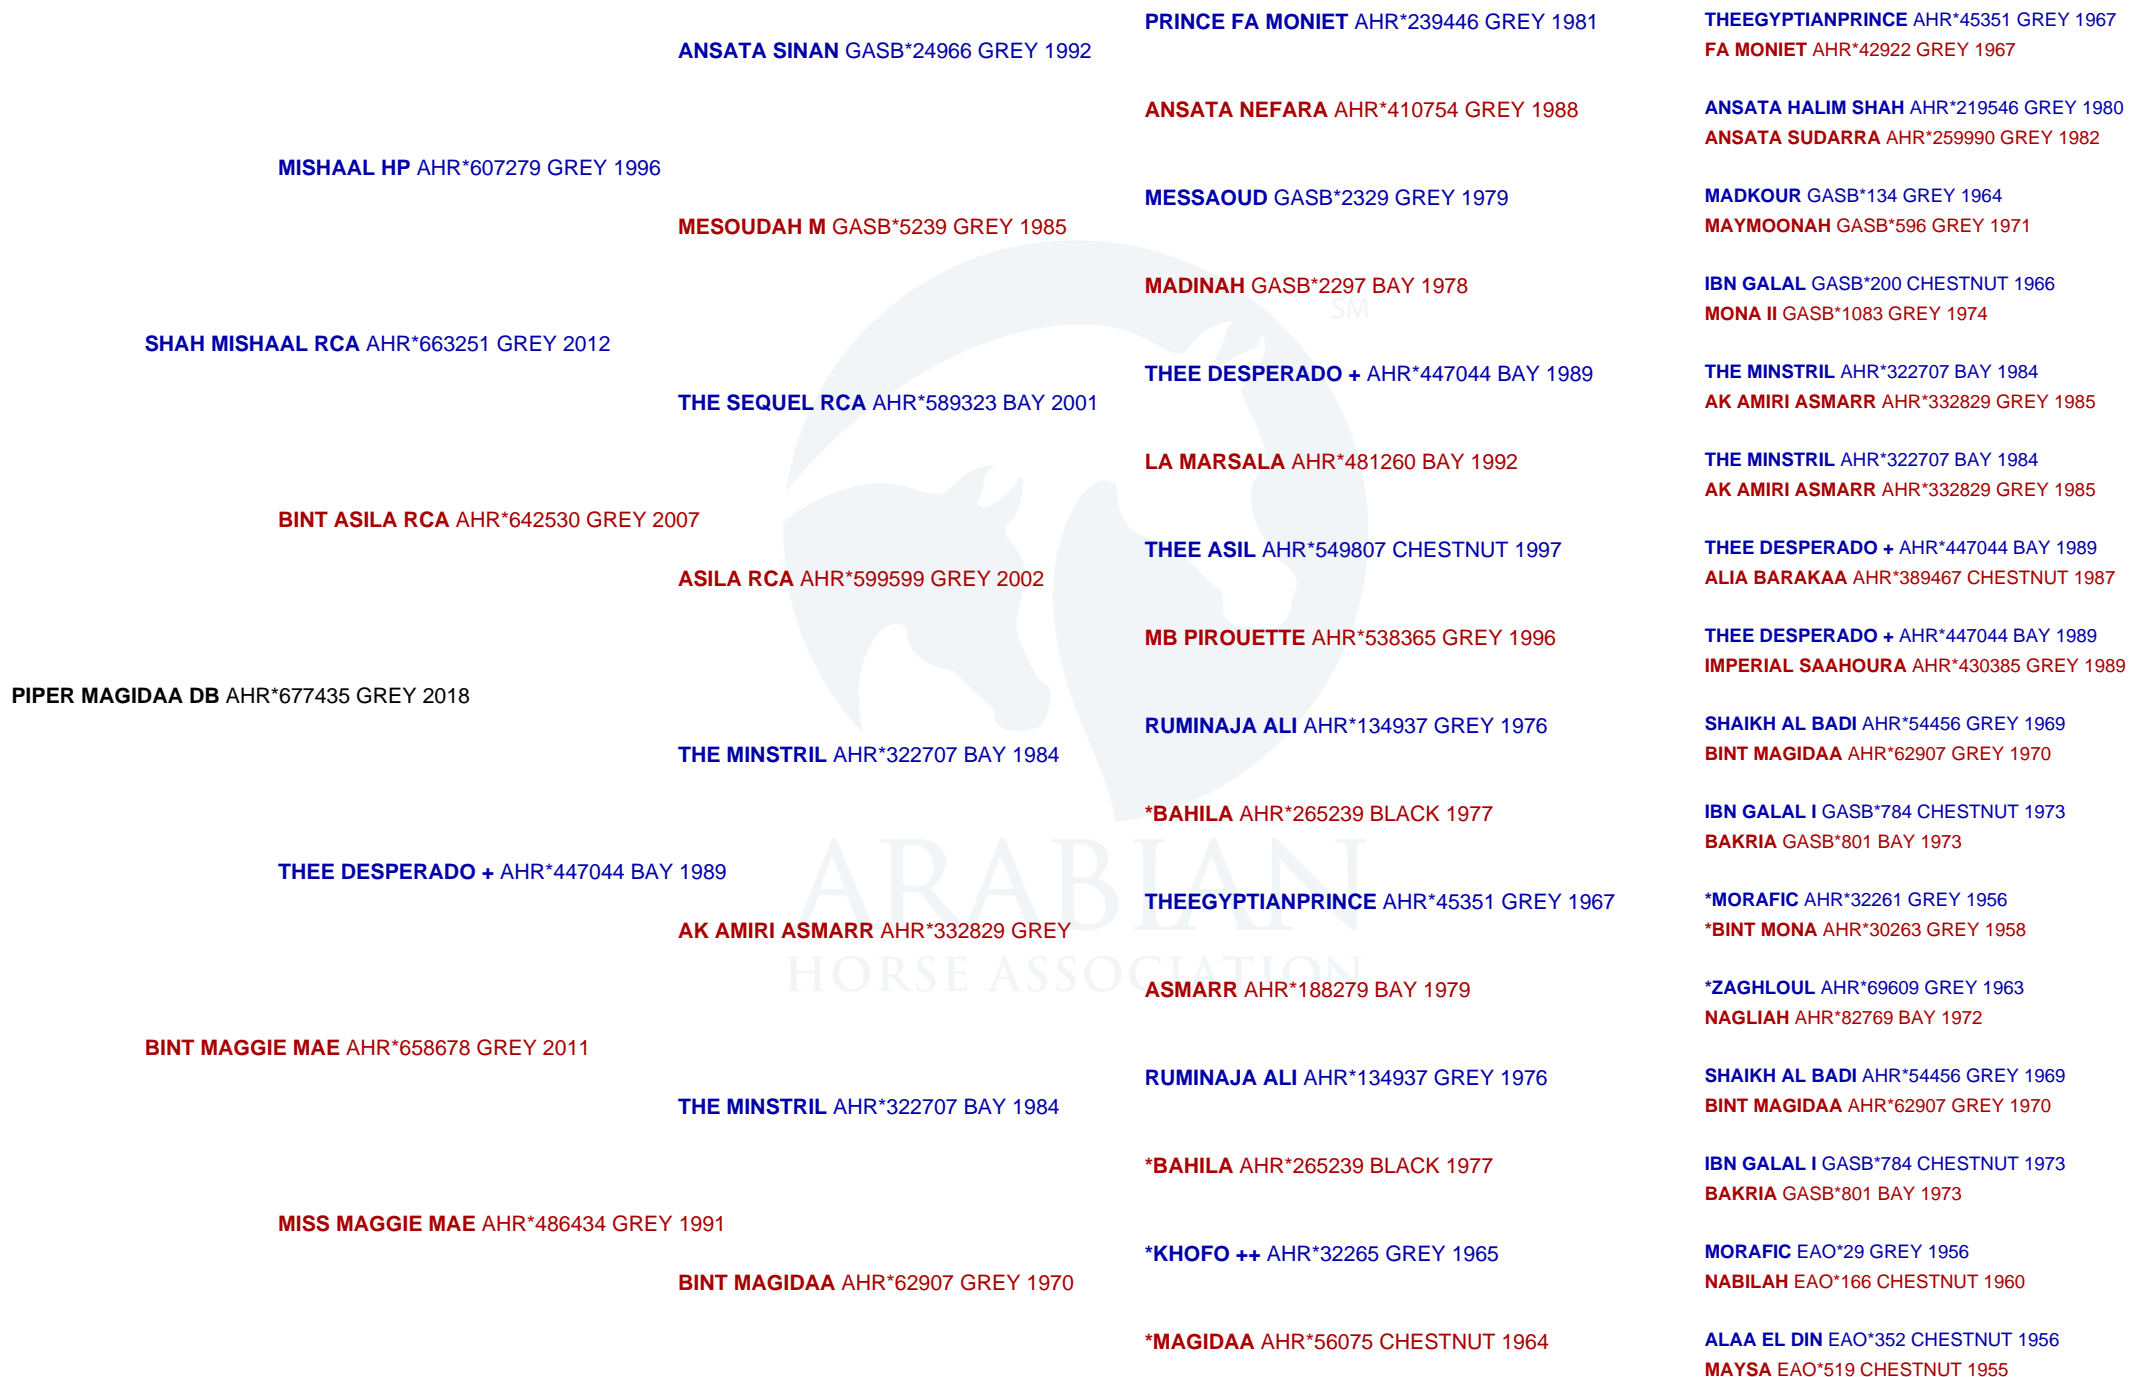 PRINCE FA MONIET AHR*239446 GREY 1981
THEEGYPTIANPRINCE AHR*45351 GREY 1967
ANSATA SINAN GASB*24966 GREY 1992
FA MONIET AHR*42922 GREY 1967
ANSATA NEFARA AHR*410754 GREY 1988
ANSATA HALIM SHAH AHR*219546 GREY 1980
ANSATA SUDARRA AHR*259990 GREY 1982
MISHAAL HP AHR*607279 GREY 1996
MESSAOUD GASB*2329 GREY 1979
MADKOUR GASB*134 GREY 1964
MESOUDAH M GASB*5239 GREY 1985
MAYMOONAH GASB*596 GREY 1971
MADINAH GASB*2297 BAY 1978
IBN GALAL GASB*200 CHESTNUT 1966
SM
MONA II GASB*1083 GREY 1974
SHAH MISHAAL RCA AHR*663251 GREY 2012
THEE DESPERADO + AHR*447044 BAY 1989
THE MINSTRIL AHR*322707 BAY 1984
THE SEQUEL RCA AHR*589323 BAY 2001
AK AMIRI ASMARR AHR*332829 GREY 1985
LA MARSALA AHR*481260 BAY 1992
THE MINSTRIL AHR*322707 BAY 1984
AK AMIRI ASMARR AHR*332829 GREY 1985
BINT ASILA RCA AHR*642530 GREY 2007
THEE ASIL AHR*549807 CHESTNUT 1997
THEE DESPERADO + AHR*447044 BAY 1989
ASILA RCA AHR*599599 GREY 2002
ALIA BARAKAA AHR*389467 CHESTNUT 1987
MB PIROUETTE AHR*538365 GREY 1996
THEE DESPERADO + AHR*447044 BAY 1989
IMPERIAL SAAHOURA AHR*430385 GREY 1989
PIPER MAGIDAA DB AHR*677435 GREY 2018
RUMINAJA ALI AHR*134937 GREY 1976
SHAIKH AL BADI AHR*54456 GREY 1969
THE MINSTRIL AHR*322707 BAY 1984
BINT MAGIDAA AHR*62907 GREY 1970
*BAHILA AHR*265239 BLACK 1977
IBN GALAL I GASB*784 CHESTNUT 1973
BAKRIA GASB*801 BAY 1973
ARABIAN
THEE DESPERADO + AHR*447044 BAY 1989
THEEGYPTIANPRINCE AHR*45351 GREY 1967
*MORAFIC AHR*32261 GREY 1956
AK AMIRI ASMARR AHR*332829 GREY
*BINT MONA AHR*30263 GREY 1958
HORSE ASSOCIATION
ASMARR AHR*188279 BAY 1979
*ZAGHLOUL AHR*69609 GREY 1963
NAGLIAH AHR*82769 BAY 1972
BINT MAGGIE MAE AHR*658678 GREY 2011
RUMINAJA ALI AHR*134937 GREY 1976
SHAIKH AL BADI AHR*54456 GREY 1969
THE MINSTRIL AHR*322707 BAY 1984
BINT MAGIDAA AHR*62907 GREY 1970
*BAHILA AHR*265239 BLACK 1977
IBN GALAL I GASB*784 CHESTNUT 1973
BAKRIA GASB*801 BAY 1973
MISS MAGGIE MAE AHR*486434 GREY 1991
*KHOFO ++ AHR*32265 GREY 1965
MORAFIC EAO*29 GREY 1956
BINT MAGIDAA AHR*62907 GREY 1970
NABILAH EAO*166 CHESTNUT 1960
*MAGIDAA AHR*56075 CHESTNUT 1964
ALAA EL DIN EAO*352 CHESTNUT 1956
MAYSA EAO*519 CHESTNUT 1955